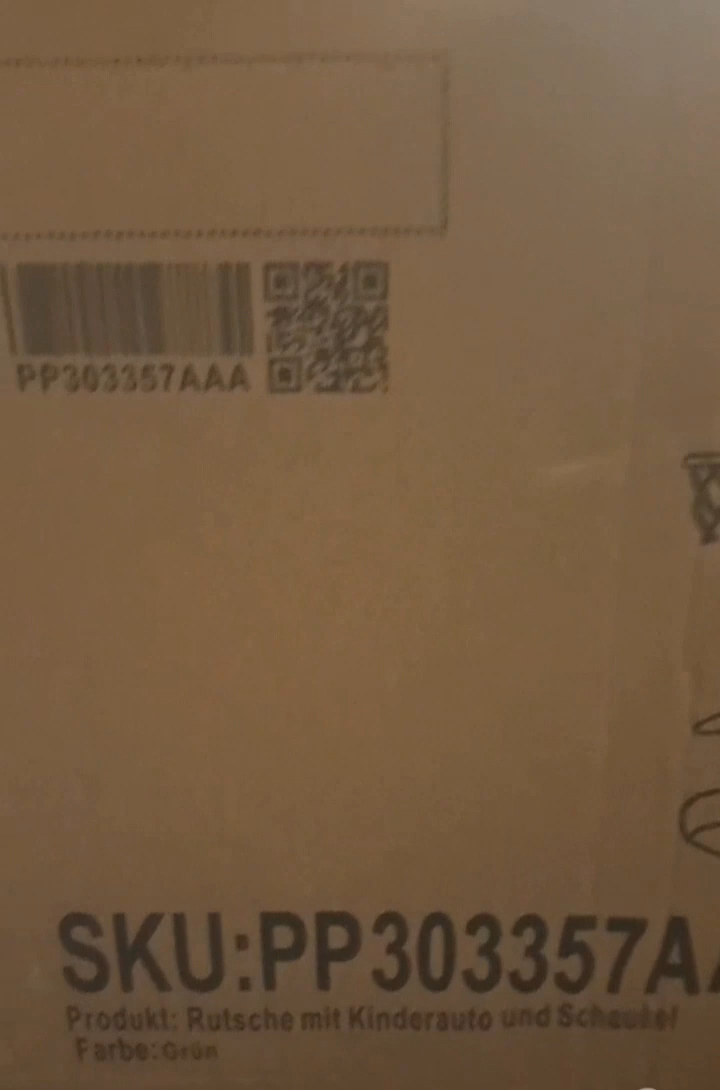 PP303357AAA
SKU:PP303357A
Produkt: Rutsche mit Kinderauto und Schaukel
Farbe:Grün